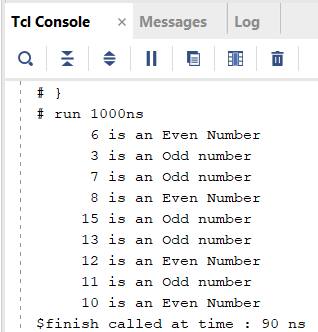 Tcl Console × Messages Log
# }
# run 1000ns
6 is an Even Number
3 is an Odd number
7 is an Odd number
8 is an Even Number
15 is an Odd number
13 is an Odd number
12 is an Even Number
11 is an Odd number
10 is an Even Number
$finish called at time : 90 ns